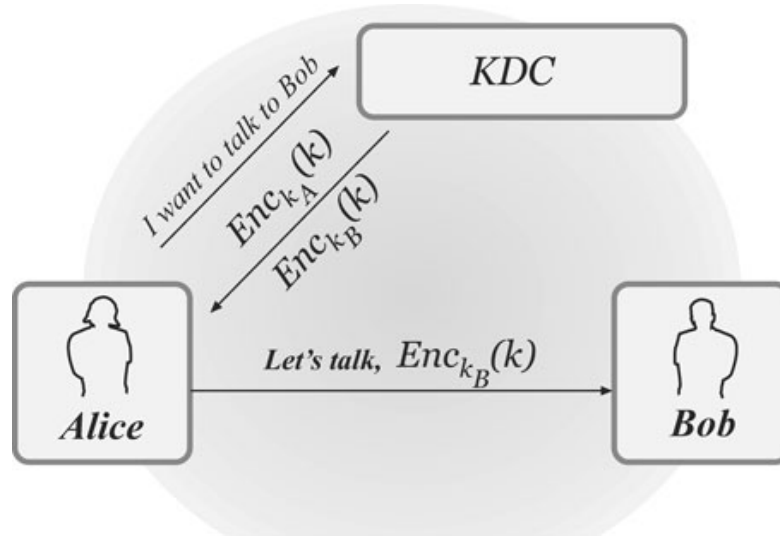 KDC
I want to talk to Bob
Enc_{k_A}(k)
Enc_{k_B}(k)
Let's talk, Enc_{k_B}(k)
Alice
Bob